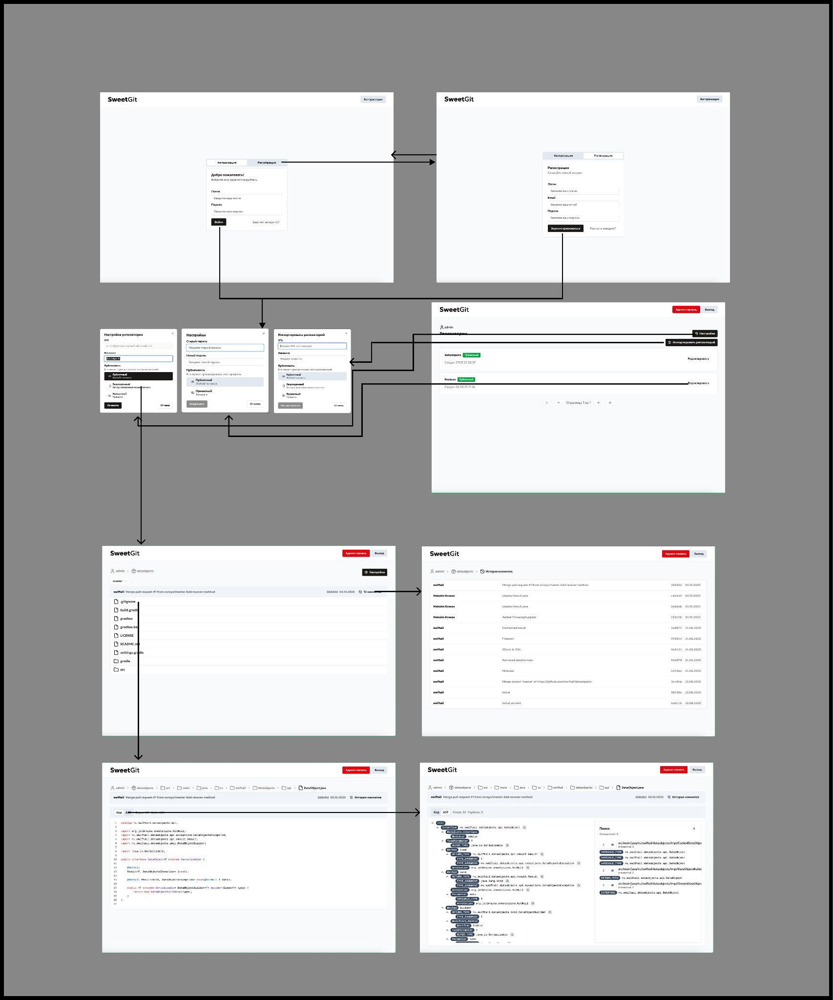 SweetGit
Авторизация
Авторизация
Регистрация
Добро пожаловать!
Войдите или зарегистрируйтесь.
Логин
Введите ваш логин
Пароль
Введите ваш пароль
Войти
Еще нет аккаунта?
SweetGit
Авторизация
Авторизация
Регистрация
Регистрация
Создайте новый аккаунт.
Логин
Введите ваш логин
Email
Введите ваш email
Пароль
Введите ваш пароль
Зарегистрироваться
Уже есть аккаунт?
Настройки репозитория
URL
https://github.com/swiftail/dataobjects
Название
dataobjects
Публичность
Кто может просматривать этот репозиторий
Публичный
Любой человек
Защищенный
Авторизованные пользователи
Приватный
Только я
Изменить
Отмена
Настройки
Старый пароль
Введите старый пароль
Новый пароль
Введите новый пароль
Публичность
Кто может просматривать этот профиль
Публичный
Любой человек
Приватный
Только я
Сохранить
Отмена
Импортировать репозиторий
URL
Введите URL репозитория
Название
Введите название
Публичность
Кто может просматривать этот репозиторий
Публичный
Любой человек
Защищенный
Авторизованные пользователи
Приватный
Только я
Импортировать
Отмена
SweetGit
Админ-панель
Выход
admin
Репозитории
Настройки
Импортировать репозиторий
dataobjects Публичный
Создан 27.05.25 20:57
Редактировать
Публичный
Создан 26.05.25 12:14
Редактировать
Страница 1 из 1
SweetGit
Админ-панель
Выход
admin > dataobjects
Настройки
master
swiftail Merge pull request #1 from ovrays/master Add recover method 368d5d 05.10.2020 12 коммитов
.gitignore
build.gradle
gradlew
gradlew.bat
LICENSE
README.md
settings.gradle
gradle
src
SweetGit
Админ-панель
Выход
admin > dataobjects > История коммитов
swiftail Merge pull request #1 from ovrays/master Add recover method 368d5d 05.10.2020
Maksim Krasov Update Result.java c4a14f 05.10.2020
Maksim Krasov Update Result.java 2d8dab 05.10.2020
Maksim Krasov Added ThrowingSupplier 2f0c0b 05.10.2020
swiftail Enchanced result 24.06.2020
swiftail Filework 479532 24.06.2020
swiftail IfError & IfOk 24.06.2020
swiftail Removed dataformats 83d578 24.06.2020
swiftail Modules b245ec 24.06.2020
swiftail Merge branch 'master' of https://github.com/swiftail/dataobjects 3cc8de 23.06.2020
swiftail Initial 49189e 23.06.2020
swiftail Initial commit 23.06.2020
SweetGit
Админ-панель
Выход
admin > dataobjects > src > main > java > ru > swiftail > dataobjects > api > DataObject.java
swiftail Merge pull request #1 from ovrays/master Add recover method 368d5d 05.10.2020 История коммитов
Код AST
1 package ru.swiftail.dataobjects.api;
2
3 import org.jetbrains.annotations.NotNull;
4 import ru.swiftail.dataobjects.api.exceptions.DataObjectsException;
5 import ru.swiftail.dataobjects.api.result.Result;
6 import ru.swiftail.dataobjects.impl.DataObjectBuilder;
7
8 import java.io.Serializable;
9
10 public interface DataObject<T extends Serializable> {
11
12 @NotNull
13 Result<T, DataObjectsException> load();
14
15 @NotNull Result<Void, DataObjectsException> save(@NotNull T data);
16
17 static <T extends Serializable> DataObjectBuilder<T> builder(Class<T> type) {
18 return new DataObjectBuilder<>(type);
19 }
20 }
21
SweetGit
Админ-панель
Выход
admin > dataobjects > src > main > java > ru > swiftail > dataobjects > api > DataObject.java
swiftail Merge pull request #1 from ovrays/master Add recover method 368d5d 05.10.2020 История коммитов
Код AST Узлов: 32 · Глубина: 5
root
Interface ru.swiftail.dataobjects.api.DataObject
Modifiers_Interface
Modifier public
TypeParameter T
SUPER_TYPE java.io.Serializable
Method load
RETURN_TYPE ru.swiftail.dataobjects.api.result.Result
TYPE_ARGUMENT T
TYPE_ARGUMENT ru.swiftail.dataobjects.api.exceptions.DataObjectsException
Annotation org.jetbrains.annotations.NotNull
Method save
RETURN_TYPE ru.swiftail.dataobjects.api.result.Result
TYPE_ARGUMENT java.lang.Void
TYPE_ARGUMENT ru.swiftail.dataobjects.api.exceptions.DataObjectsException
Annotation org.jetbrains.annotations.NotNull
Parameter data
VARIABLE_TYPE T
Annotation org.jetbrains.annotations.NotNull
Method builder
RETURN_TYPE ru.swiftail.dataobjects.impl.DataObjectBuilder
TYPE_ARGUMENT T
Modifiers_Method
Modifier static
TypeParameter T
SUPER_TYPE java.io.Serializable
Parameter type
Поиск
Элементов: 5
src/main/java/ru/swiftail/dataobjects/impl/CachedDataObjec
элементов: 3
VARIABLE_TYPE ru.swiftail.dataobjects.api.DataObject
VARIABLE_TYPE ru.swiftail.dataobjects.api.DataObject
VARIABLE_TYPE ru.swiftail.dataobjects.api.DataObject
src/main/java/ru/swiftail/dataobjects/impl/DataObjectBuilde
элементов: 1
RETURN_TYPE ru.swiftail.dataobjects.api.DataObject
src/main/java/ru/swiftail/dataobjects/impl/SimpleDataObjec
элементов: 1
INTERFACE ru.swiftail.dataobjects.api.DataObject